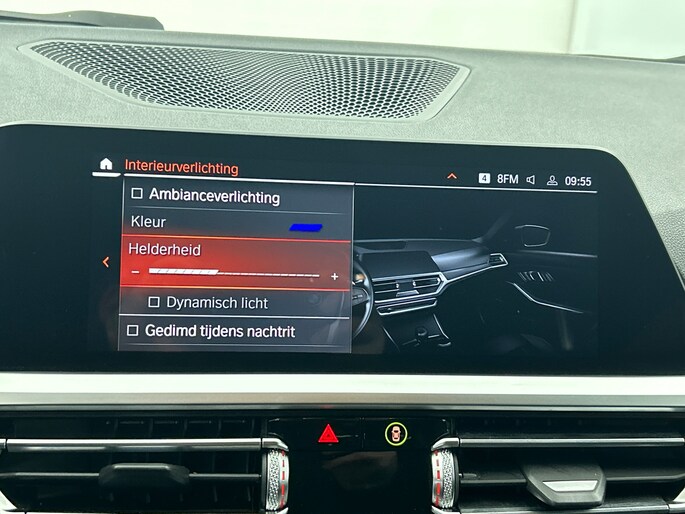 Interieurverlichting
4 8FM 09:55
Ambianceverlichting
Kleur
Helderheid
- +
Dynamisch licht
Gedimd tijdens nachtrit